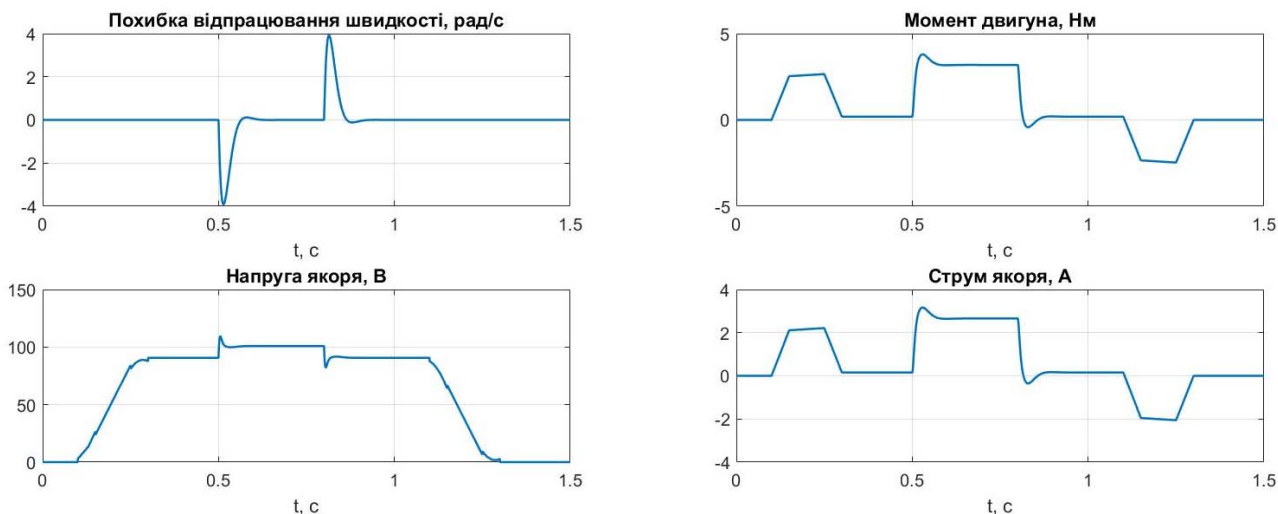 Похибка відпрацювання швидкості, рад/с
4
2
0
-2
-4
0 0.5 1 1.5
t, с
Момент двигуна, Нм
5
0
-5
0 0.5 1 1.5
t, с
Напруга якоря, В
150
100
50
0
0 0.5 1 1.5
t, с
Струм якоря, А
4
2
0
-2
-4
0 0.5 1 1.5
t, с